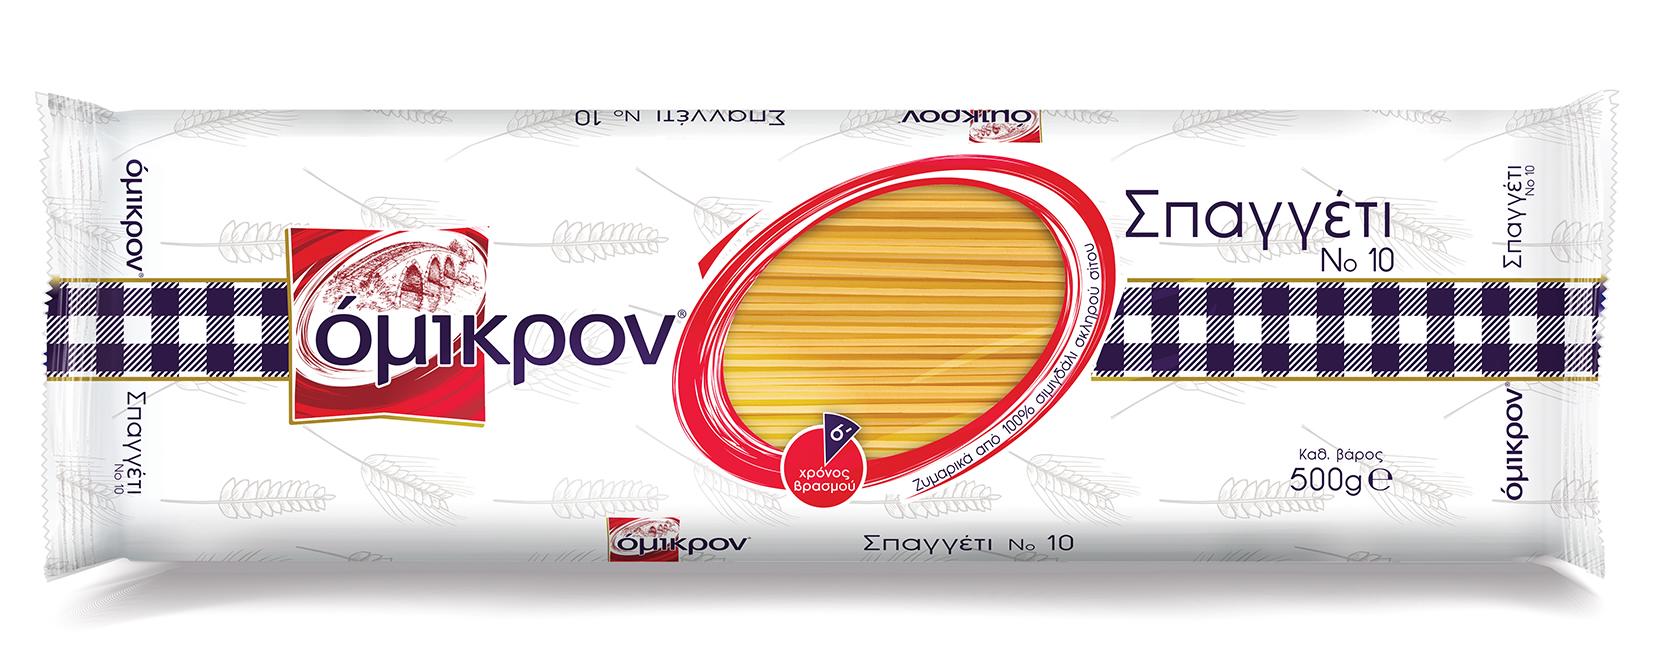 Σπαγγέτι Νο 10
όμικρον
όμικρον®
Σπαγγέτι
Νο 10
όμικρον®
Σπαγγέτι
Νο 10
Ζυμαρικά από 100% σιμιγδάλι σκληρού σίτου
6'
χρόνος
βρασμού
Σπαγγέτι
Νο 10
όμικρον®
Καθ. βάρος
500g ℮
όμικρον
Σπαγγέτι Νο 10